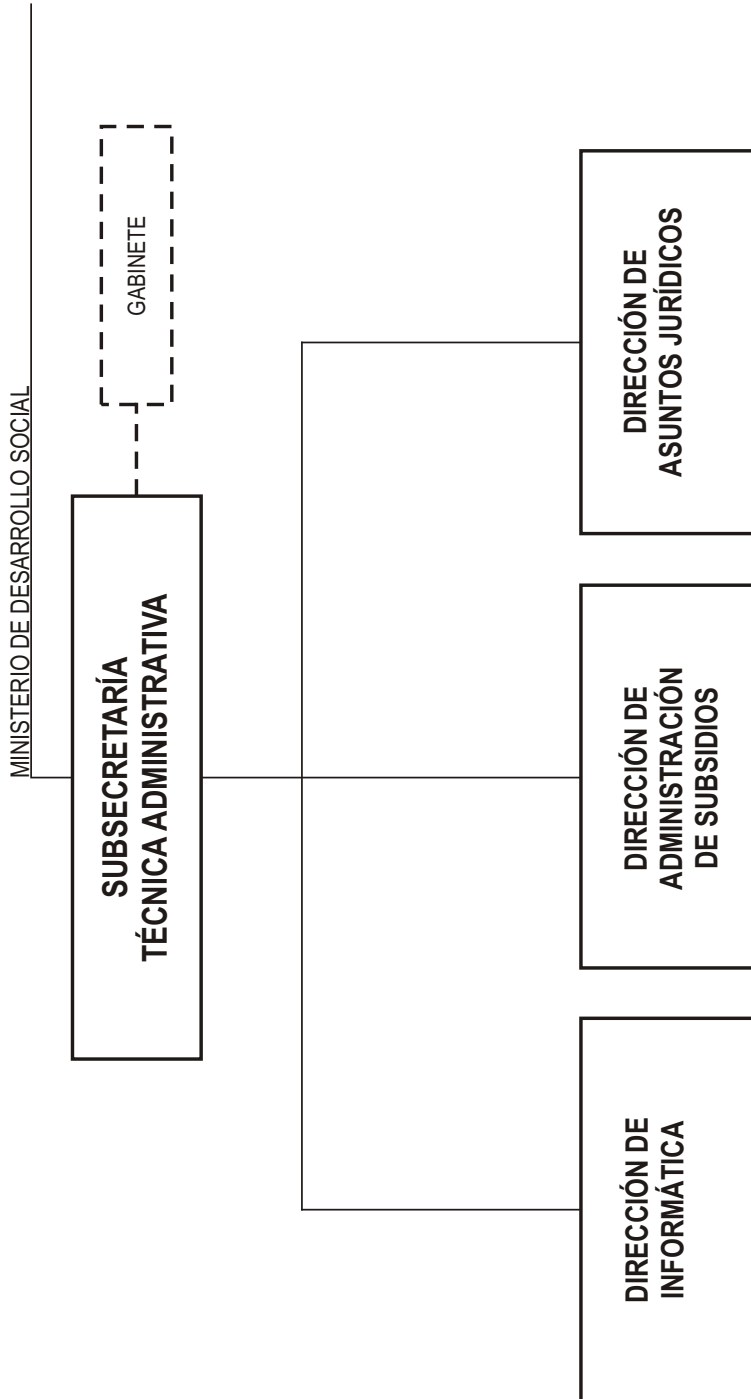 MINISTERIO DE DESARROLLO SOCIAL
SUBSECRETARÍA
TÉCNICA ADMINISTRATIVA
GABINETE
DIRECCIÓN DE
INFORMÁTICA
DIRECCIÓN DE
ADMINISTRACIÓN
DE SUBSIDIOS
DIRECCIÓN DE
ASUNTOS JURÍDICOS